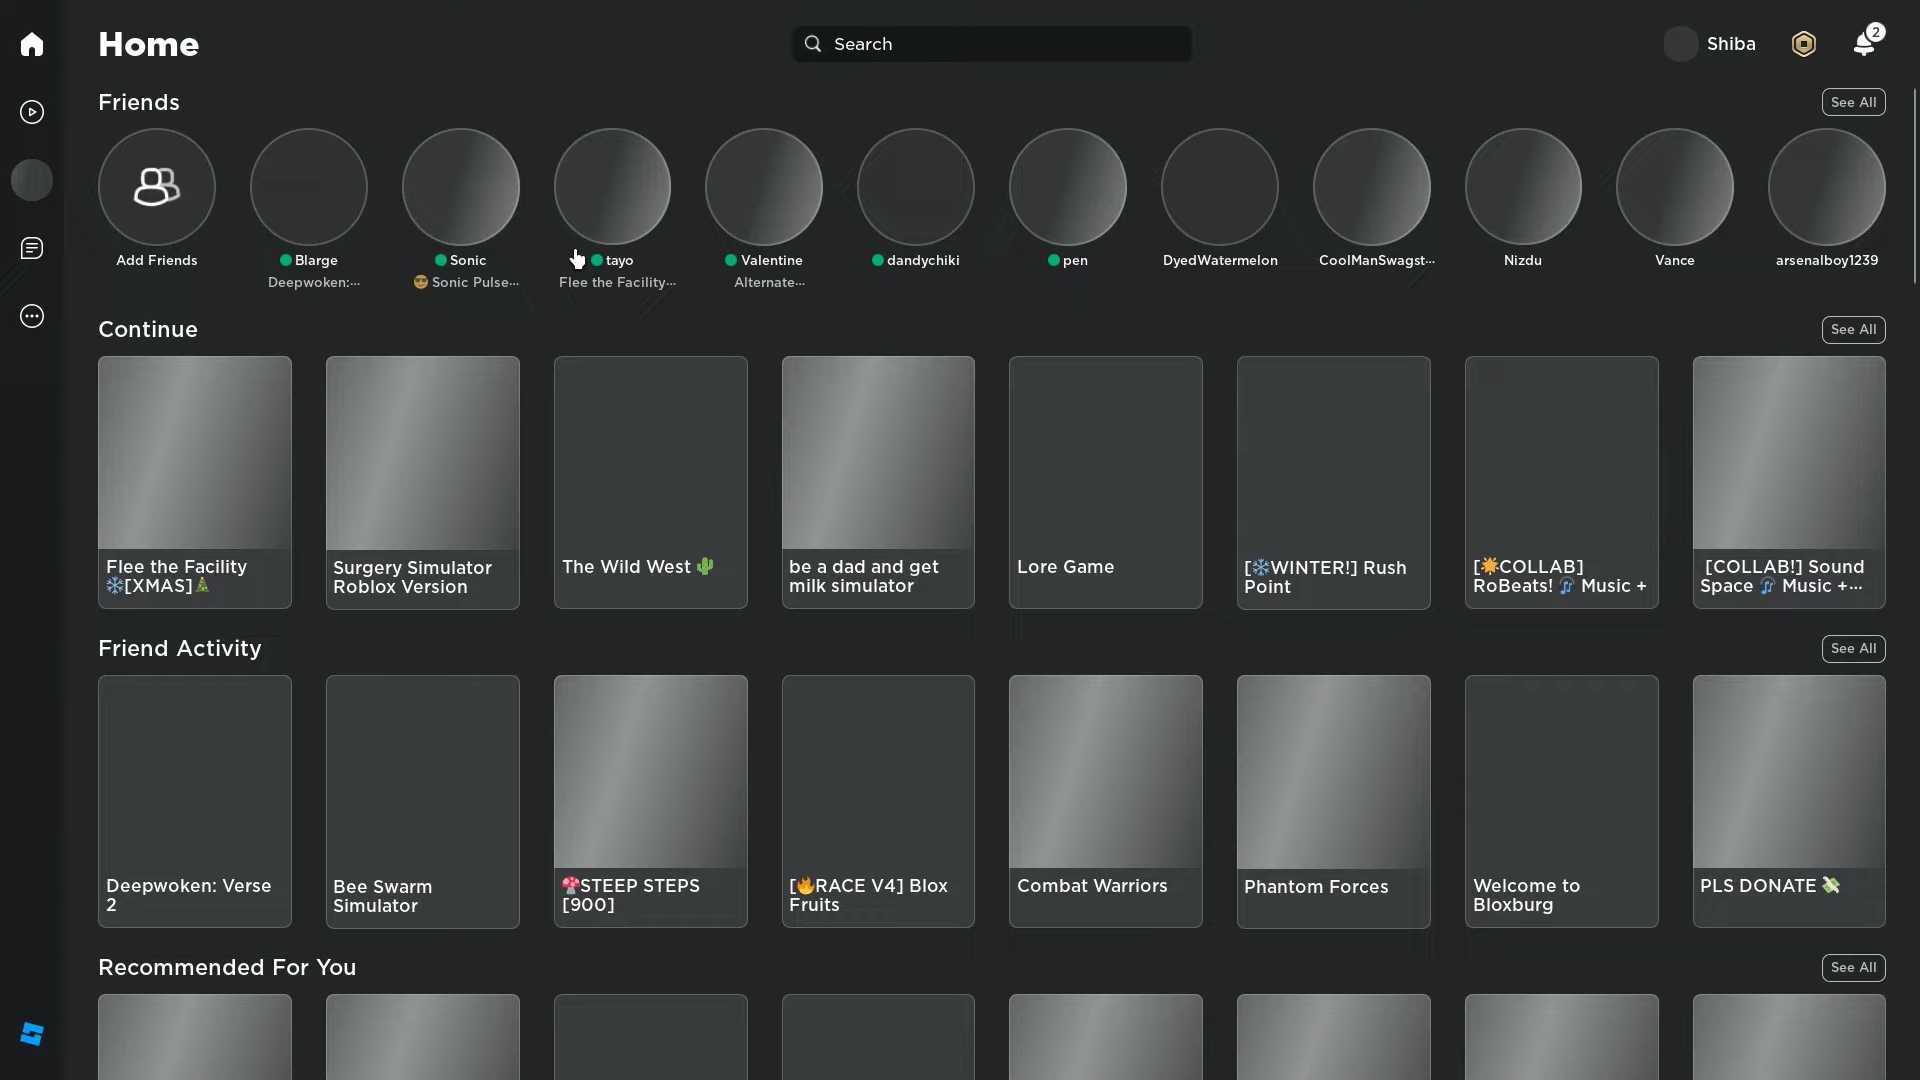 Home
Search
Shiba
2
Friends
See All
Add Friends
Blarge
Deepwoken:...
Sonic
😎 Sonic Pulse...
tayo
Flee the Facility...
Valentine
Alternate...
dandychiki
pen
DyedWatermelon
CoolManSwagst...
Nizdu
Vance
arsenalboy1239
Continue
See All
Flee the Facility
❄️[XMAS]🎄
Surgery Simulator
Roblox Version
The Wild West 🌵
be a dad and get
milk simulator
Lore Game
[❄️WINTER!] Rush
Point
[🌟COLLAB]
RoBeats! 🎵 Music +
[COLLAB!] Sound
Space 🎵 Music +...
Friend Activity
See All
Deepwoken: Verse
2
Bee Swarm
Simulator
🍄STEEP STEPS
[900]
[🔥RACE V4] Blox
Fruits
Combat Warriors
Phantom Forces
Welcome to
Bloxburg
PLS DONATE 💸
Recommended For You
See All